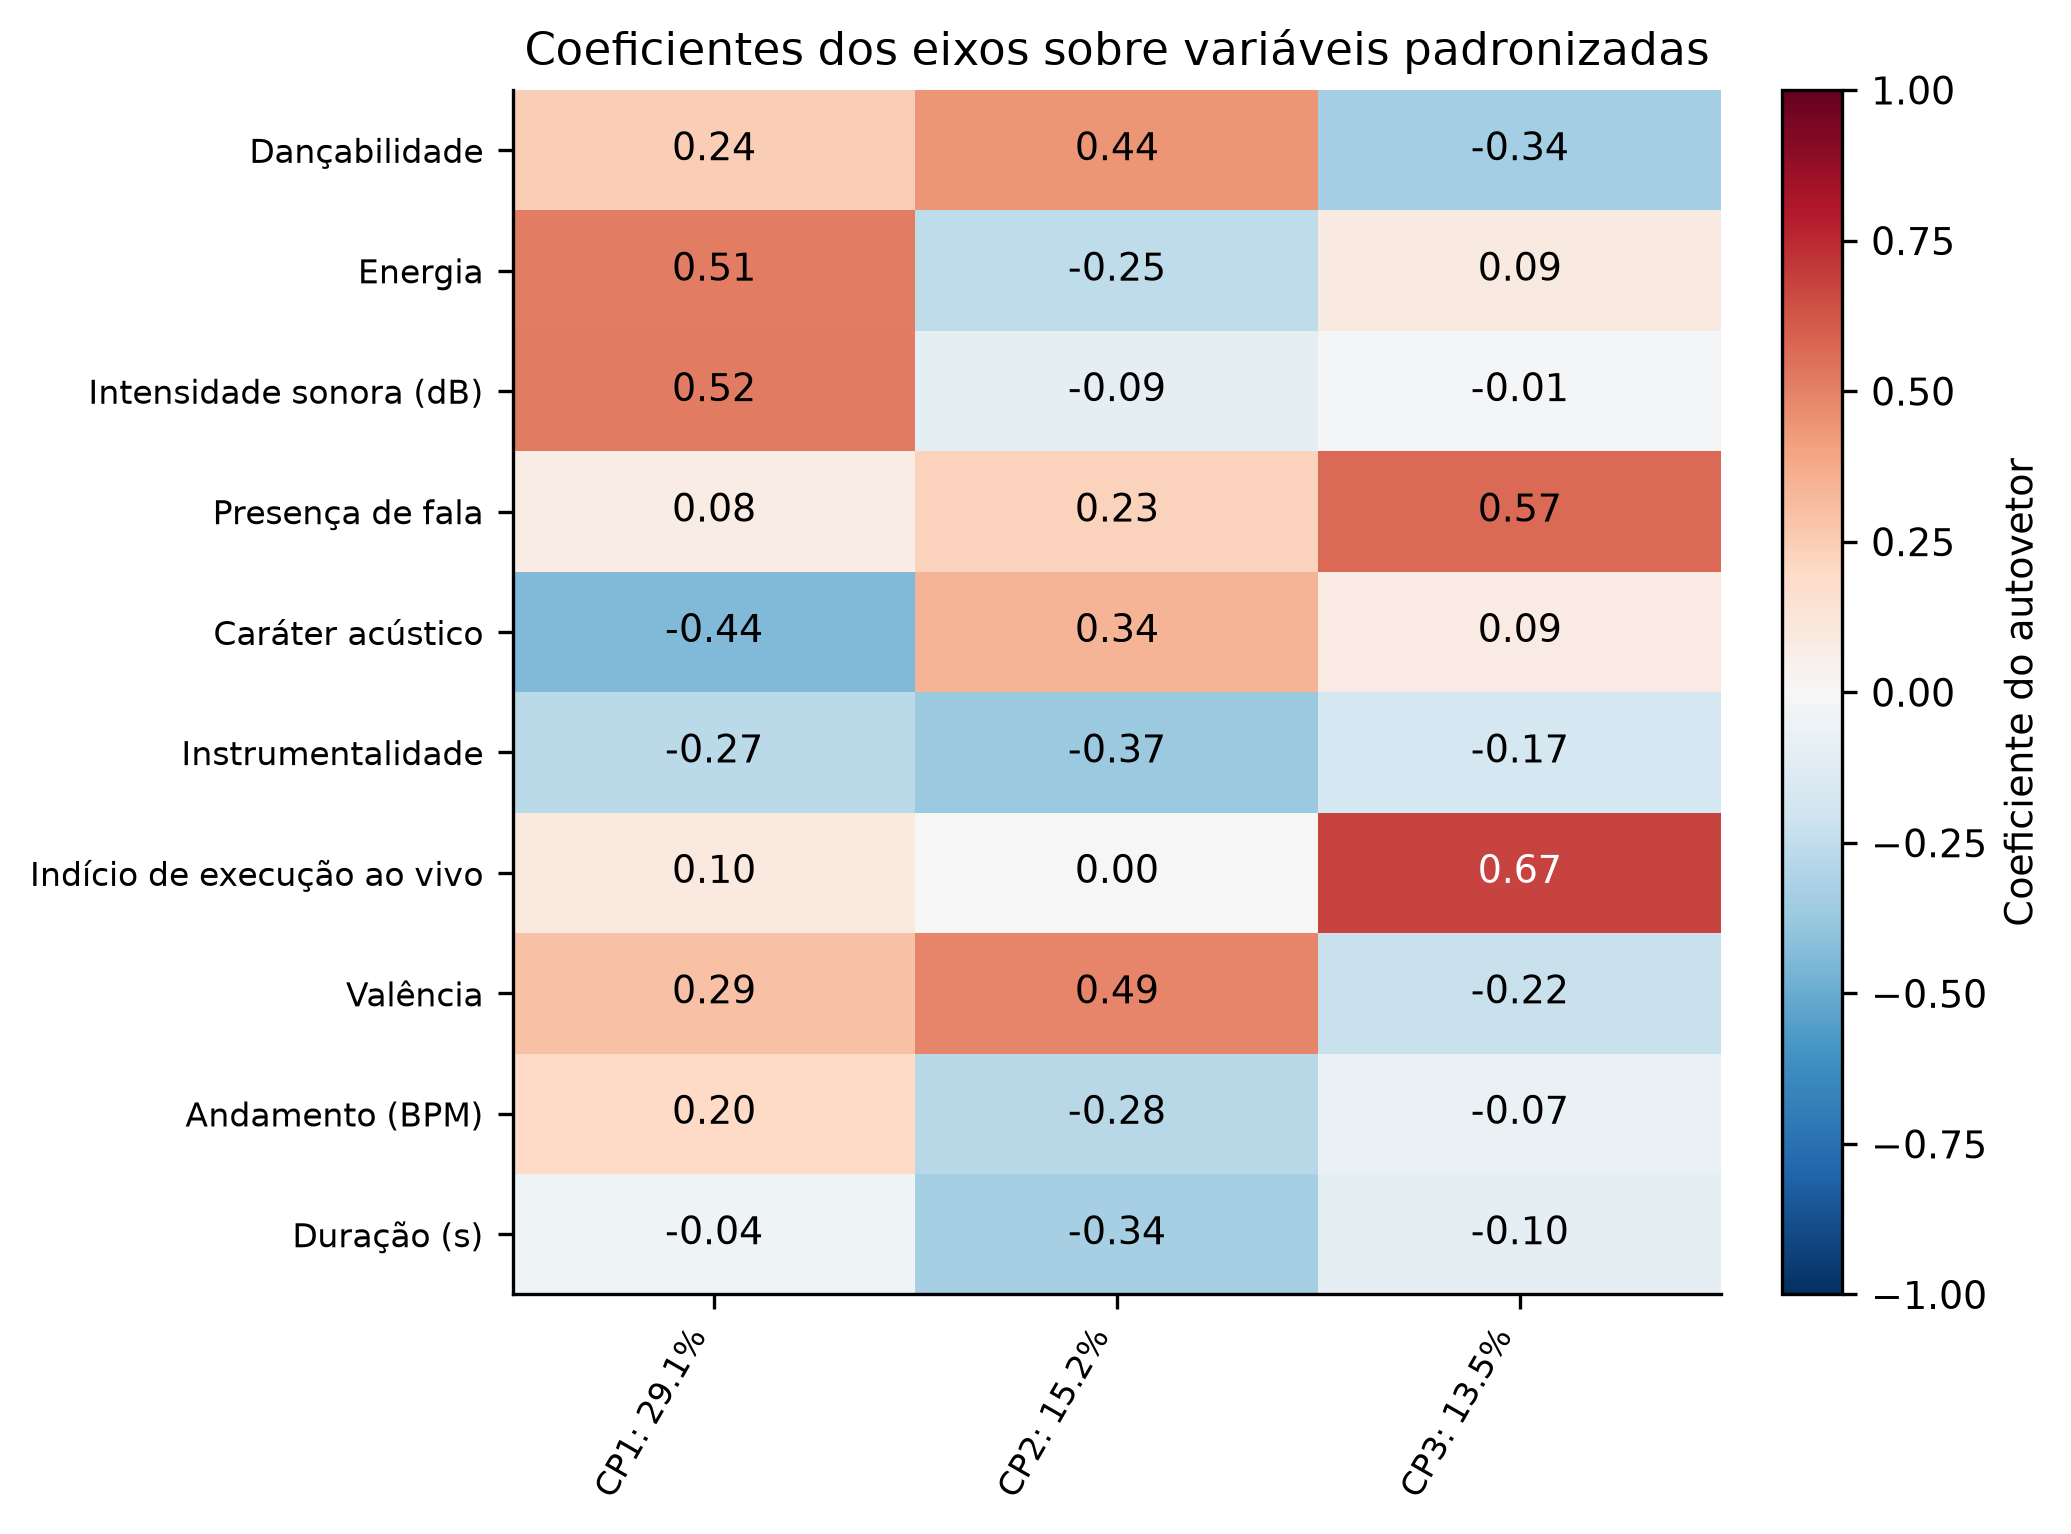 Coeficientes dos eixos sobre variáveis padronizadas
Dançabilidade 0.24 0.44 -0.34
Energia 0.51 -0.25 0.09
Intensidade sonora (dB) 0.52 -0.09 -0.01
Presença de fala 0.08 0.23 0.57
Caráter acústico -0.44 0.34 0.09
Instrumentalidade -0.27 -0.37 -0.17
Indício de execução ao vivo 0.10 0.00 0.67
Valência 0.29 0.49 -0.22
Andamento (BPM) 0.20 -0.28 -0.07
Duração (s) -0.04 -0.34 -0.10
CP1: 29.1%
CP2: 15.2%
CP3: 13.5%
1.00
0.75
0.50
0.25
0.00
−0.25
−0.50
−0.75
−1.00
Coeficiente do autovetor